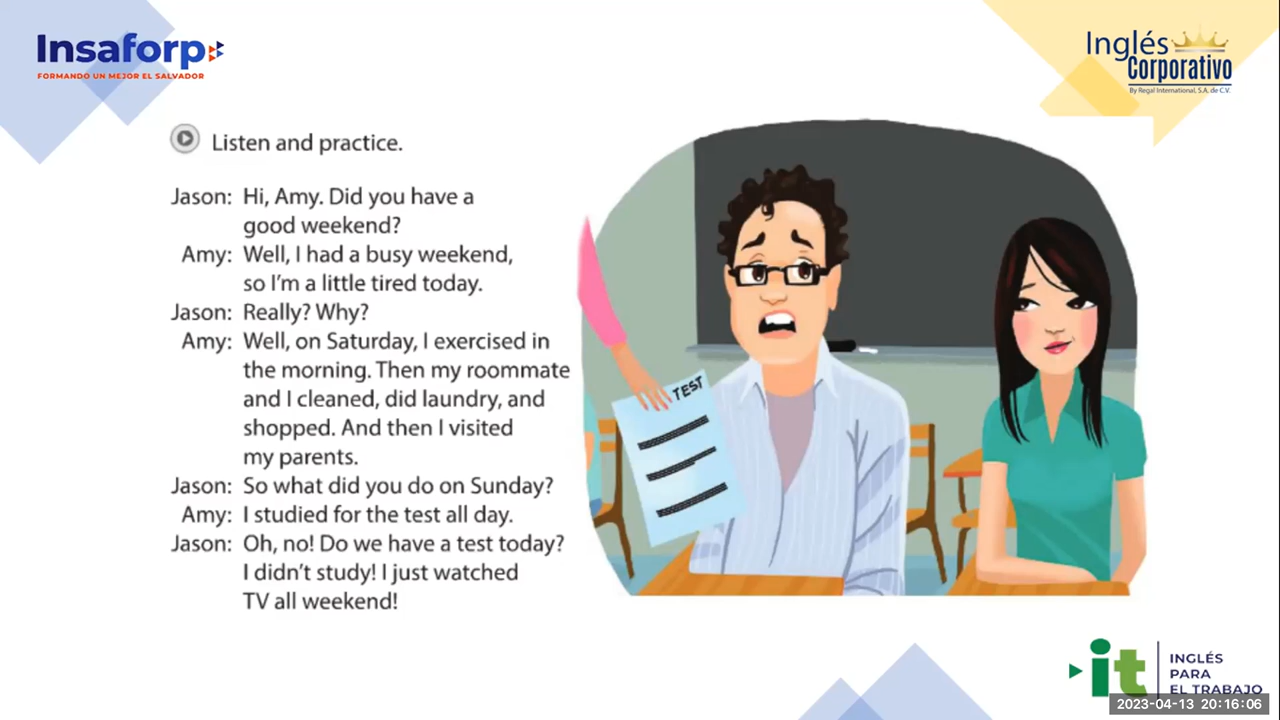 Insaforp
FORMANDO UN MEJOR EL SALVADOR
Inglés
Corporativo
By Regal International, S.A. de C.V.
Listen and practice.
Jason: Hi, Amy. Did you have a
good weekend?
Amy: Well, I had a busy weekend,
so I'm a little tired today.
Jason: Really? Why?
Amy: Well, on Saturday, I exercised in
the morning. Then my roommate
and I cleaned, did laundry, and
shopped. And then I visited
my parents.
Jason: So what did you do on Sunday?
Amy: I studied for the test all day.
Jason: Oh, no! Do we have a test today?
I didn't study! I just watched
TV all weekend!
TEST
it
INGLÉS
PARA
EL TRABAJO
2023-04-13 20:16:06